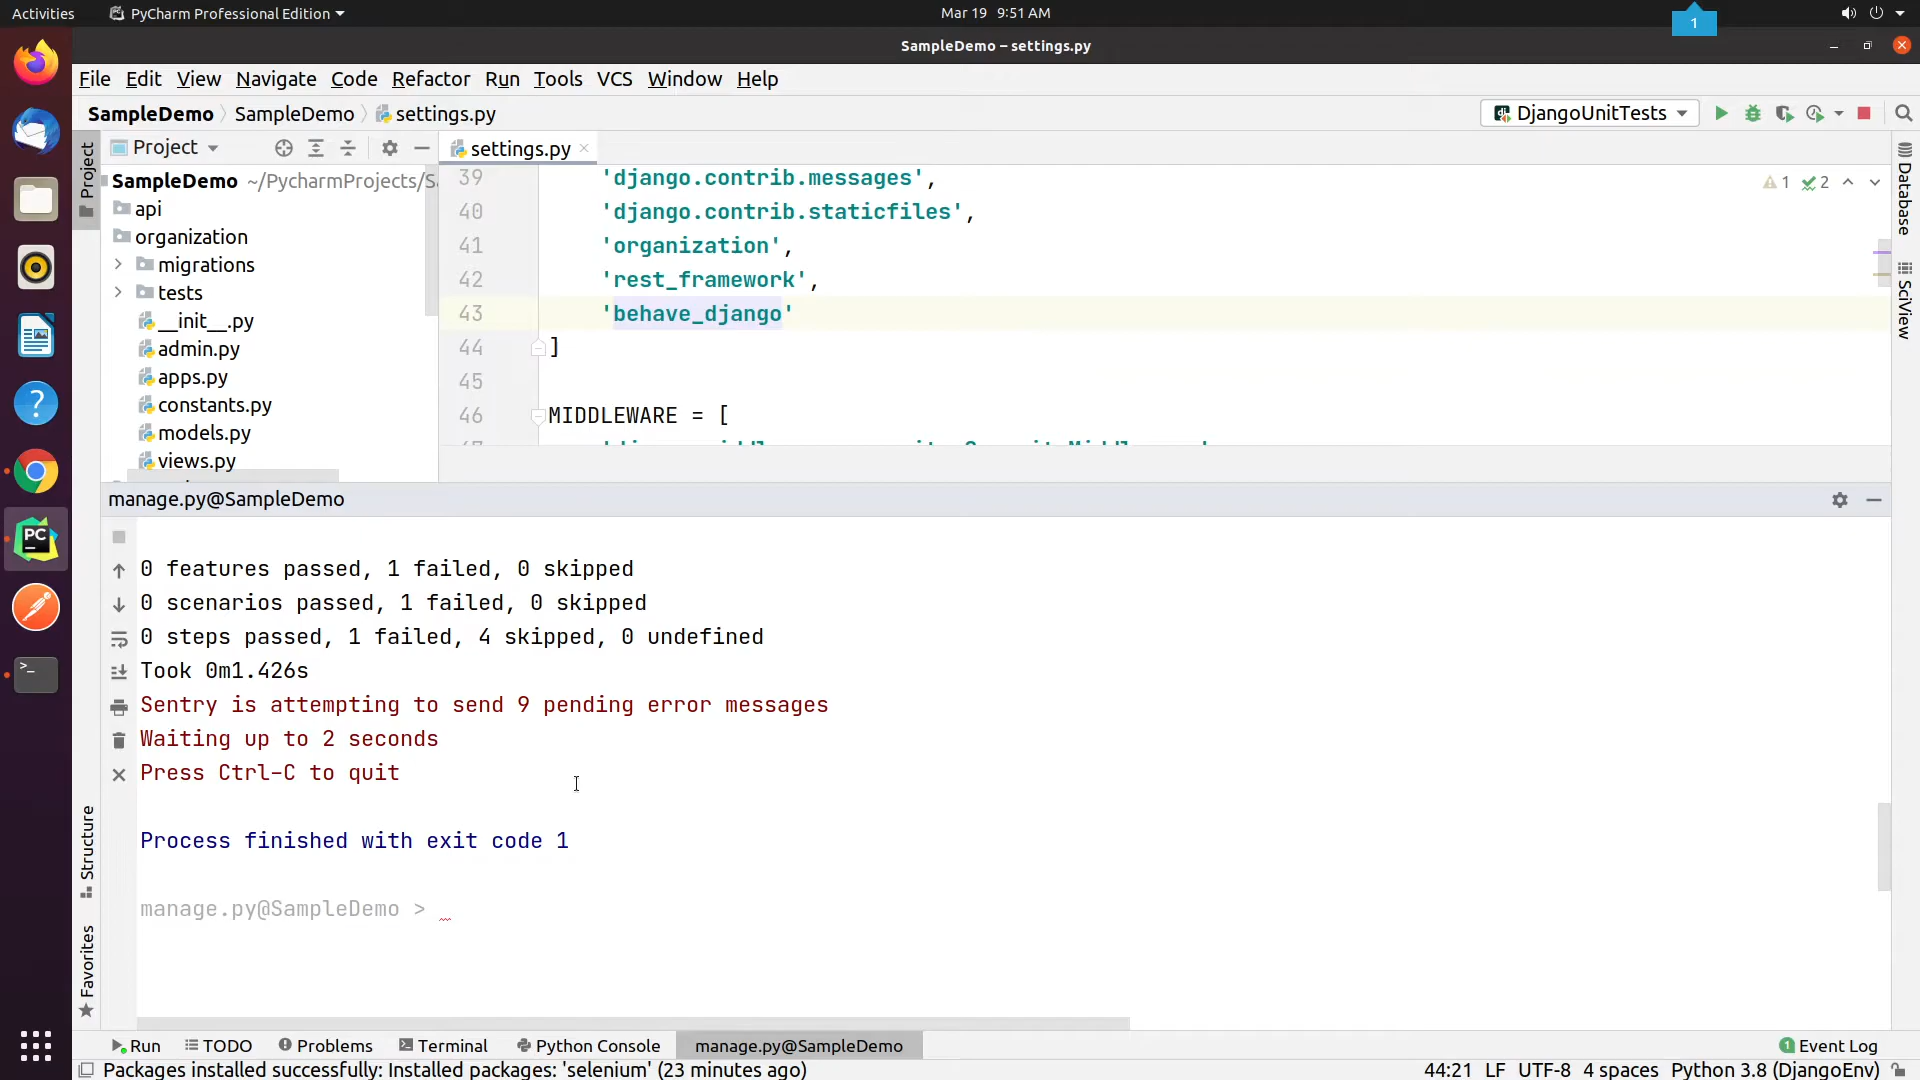 Activities
PyCharm Professional Edition
Mar 19 9:51 AM
1
SampleDemo – settings.py
File Edit View Navigate Code Refactor Run Tools VCS Window Help
SampleDemo
SampleDemo
settings.py
DjangoUnitTests
Project
Project
SampleDemo ~/PycharmProjects/S
api
organization
migrations
tests
__init__.py
admin.py
apps.py
constants.py
models.py
views.py
settings.py
39 'django.contrib.messages',
40 'django.contrib.staticfiles',
41 'organization',
42 'rest_framework',
43 'behave_django'
44 ]
45
46 MIDDLEWARE = [
1
2
Database
SciView
manage.py@SampleDemo
0 features passed, 1 failed, 0 skipped
0 scenarios passed, 1 failed, 0 skipped
0 steps passed, 1 failed, 4 skipped, 0 undefined
Took 0m1.426s
Sentry is attempting to send 9 pending error messages
Waiting up to 2 seconds
Press Ctrl-C to quit
Process finished with exit code 1
manage.py@SampleDemo >
Structure
Favorites
Run
TODO
Problems
Terminal
Python Console
manage.py@SampleDemo
1 Event Log
Packages installed successfully: Installed packages: 'selenium' (23 minutes ago)
44:21 LF UTF-8 4 spaces Python 3.8 (DjangoEnv)